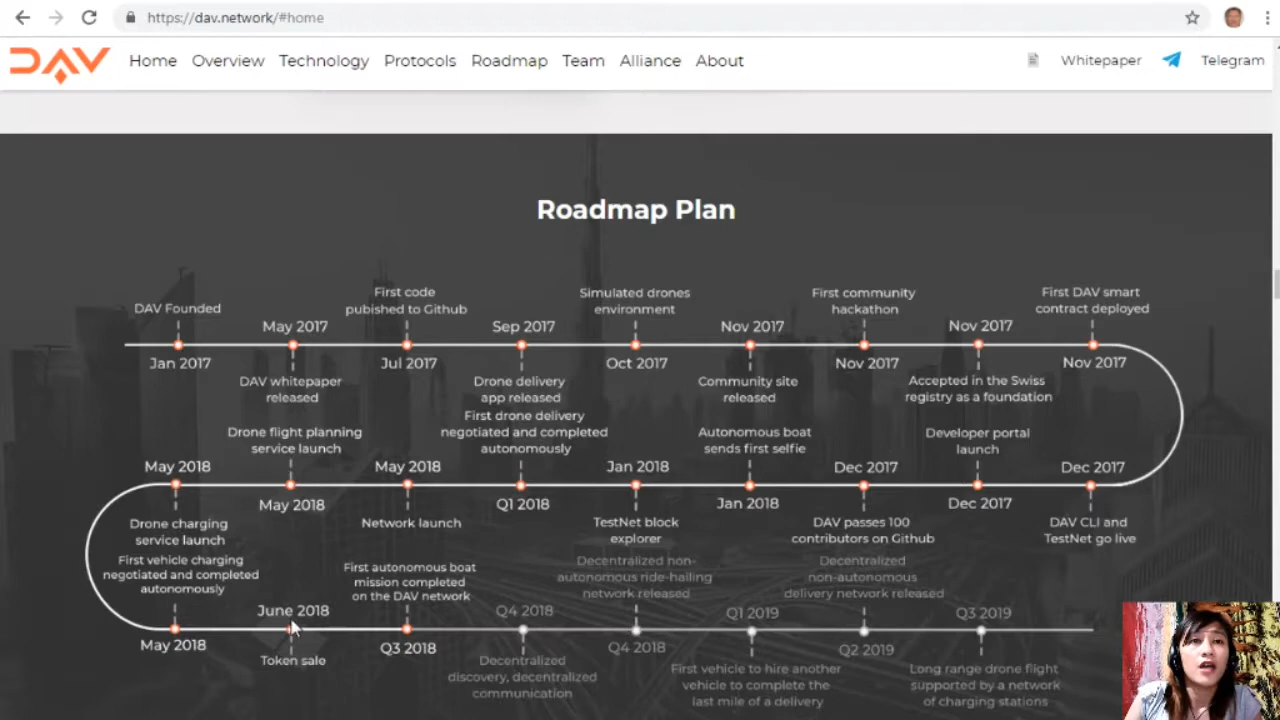 https://dav.network/#home
DAV
Home Overview Technology Protocols Roadmap Team Alliance About Whitepaper Telegram
Roadmap Plan
DAV Founded
Jan 2017
May 2017
DAV whitepaper
released
First code
pubished to Github
Jul 2017
Sep 2017
Drone delivery
app released
Simulated drones
environment
Oct 2017
Nov 2017
Community site
released
First community
hackathon
Nov 2017
Nov 2017
Accepted in the Swiss
registry as a foundation
First DAV smart
contract deployed
Nov 2017
Dec 2017
DAV CLI and
TestNet go live
Developer portal
launch
Dec 2017
Dec 2017
DAV passes 100
contributors on Github
Autonomous boat
sends first selfie
Jan 2018
Jan 2018
TestNet block
explorer
First drone delivery
negotiated and completed
autonomously
Q1 2018
May 2018
Network launch
Drone flight planning
service launch
May 2018
May 2018
Drone charging
service launch
First vehicle charging
negotiated and completed
autonomously
May 2018
June 2018
Token sale
First autonomous boat
mission completed
on the DAV network
Q3 2018
Q4 2018
Decentralized
discovery, decentralized
communication
Decentralized non-
autonomous ride-hailing
network released
Q4 2018
Q1 2019
First vehicle to hire another
vehicle to complete the
last mile of a delivery
Decentralized
non-autonomous
delivery network released
Q2 2019
Q3 2019
Long range drone flight
supported by a network
of charging stations